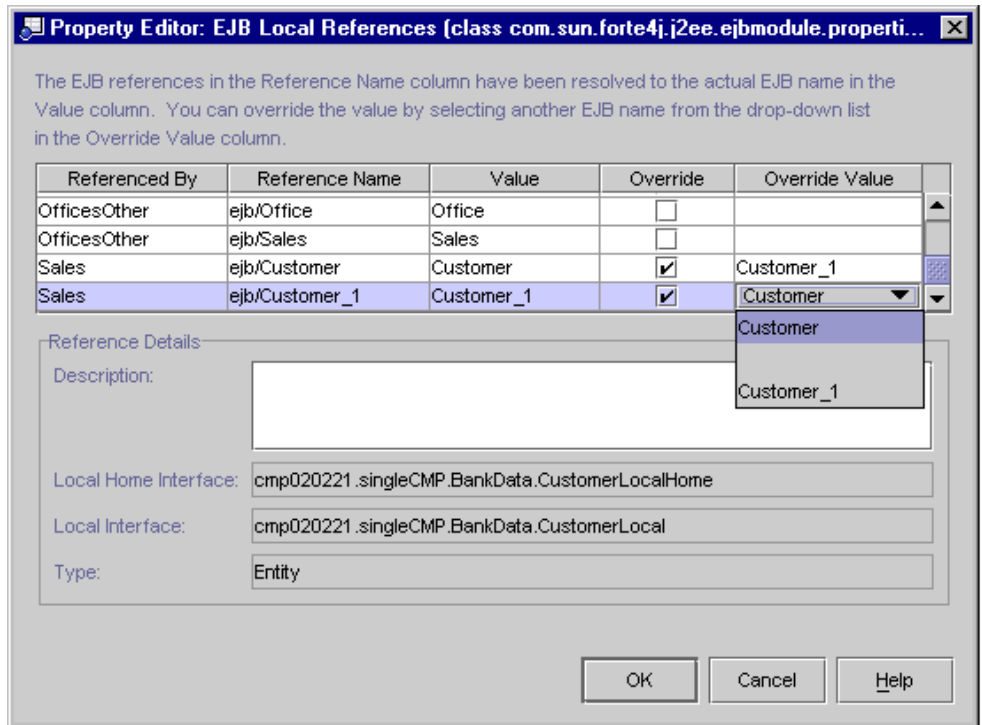 Property Editor: EJB Local References (class com.sun.forte4j.j2ee.ejbmodule.properti...
The EJB references in the Reference Name column have been resolved to the actual EJB name in the
Value column. You can override the value by selecting another EJB name from the drop-down list
in the Override Value column.
Referenced By Reference Name Value Override Override Value
OfficesOther ejb/Office Office
OfficesOther ejb/Sales Sales
Sales ejb/Customer Customer Customer_1
Sales ejb/Customer_1 Customer_1 Customer
Customer
Customer_1
Reference Details
Description:
Local Home Interface: cmp020221.singleCMP.BankData.CustomerLocalHome
Local Interface: cmp020221.singleCMP.BankData.CustomerLocal
Type: Entity
OK Cancel Help